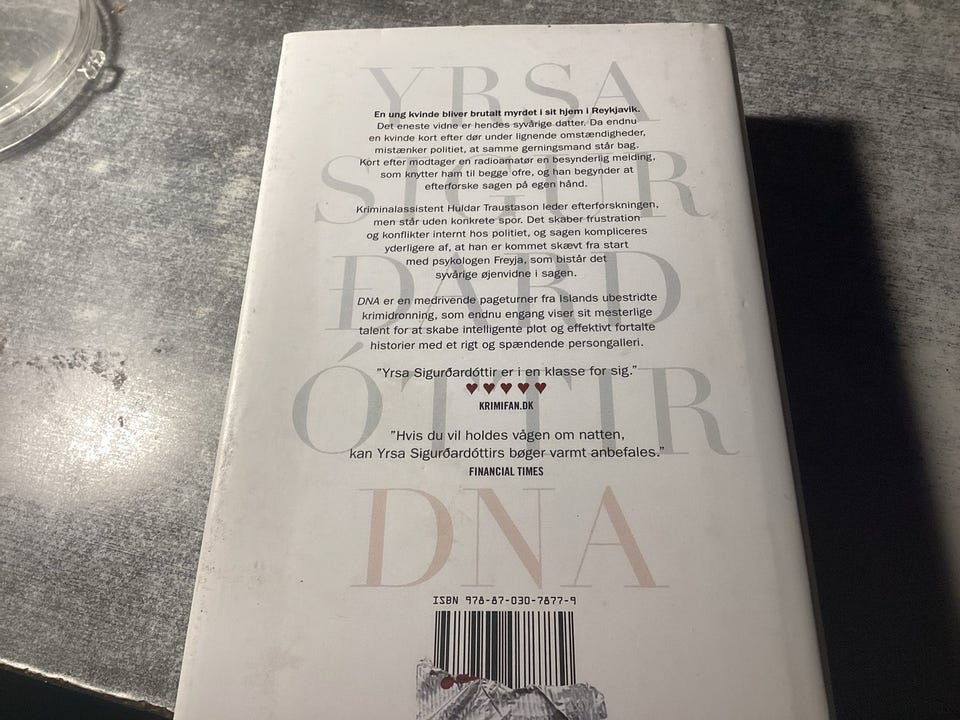 YRSA
SIGUR
ÐARD
ÓTTIR
DNA
En ung kvinde bliver brutalt myrdet i sit hjem i Reykjavik.
Det eneste vidne er hendes syvårige datter. Da endnu
en kvinde kort efter dør under lignende omstændigheder,
mistænker politiet, at samme gerningsmand står bag.
Kort efter modtager en radioamatør en besynderlig melding,
som knytter ham til begge ofre, og han begynder at
efterforske sagen på egen hånd.
Kriminalassistent Huldar Traustason leder efterforskningen,
men står uden konkrete spor. Det skaber frustration
og konflikter internt hos politiet, og sagen kompliceres
yderligere af, at han er kommet skævt fra start
med psykologen Freyja, som bistår det
syvårige øjenvidne i sagen.
DNA er en medrivende pageturner fra Islands ubestridte
krimidronning, som endnu engang viser sit mesterlige
talent for at skabe intelligente plot og effektivt fortalte
historier med et rigt og spændende persongalleri.
”Yrsa Sigurðardóttir er i en klasse for sig.”
♥♥♥♥♥
KRIMIFAN.DK
”Hvis du vil holdes vågen om natten,
kan Yrsa Sigurðardóttirs bøger varmt anbefales.”
FINANCIAL TIMES
ISBN 978-87-030-7877-9